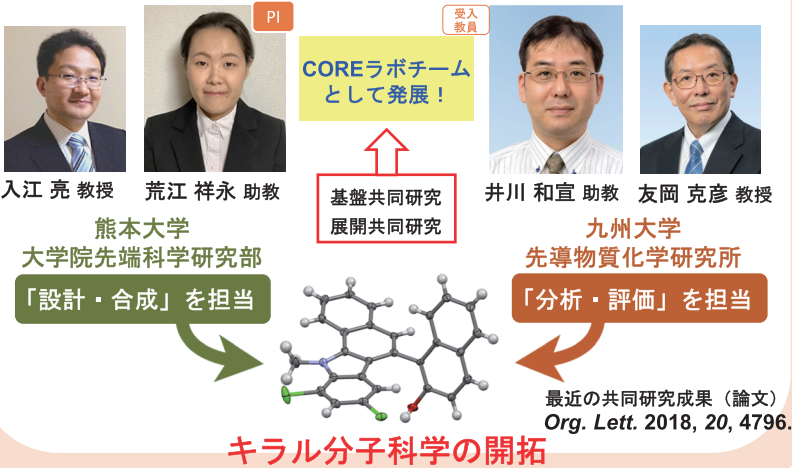 PI
受入
教員
COREラボチーム
として発展！
基盤共同研究
展開共同研究
入江 亮 教授
荒江 祥永 助教
井川 和宣 助教
友岡 克彦 教授
熊本大学
大学院先端科学研究部
「設計・合成」を担当
九州大学
先導物質化学研究所
「分析・評価」を担当
最近の共同研究成果（論文）
Org. Lett. 2018, 20, 4796.
キラル分子科学の開拓